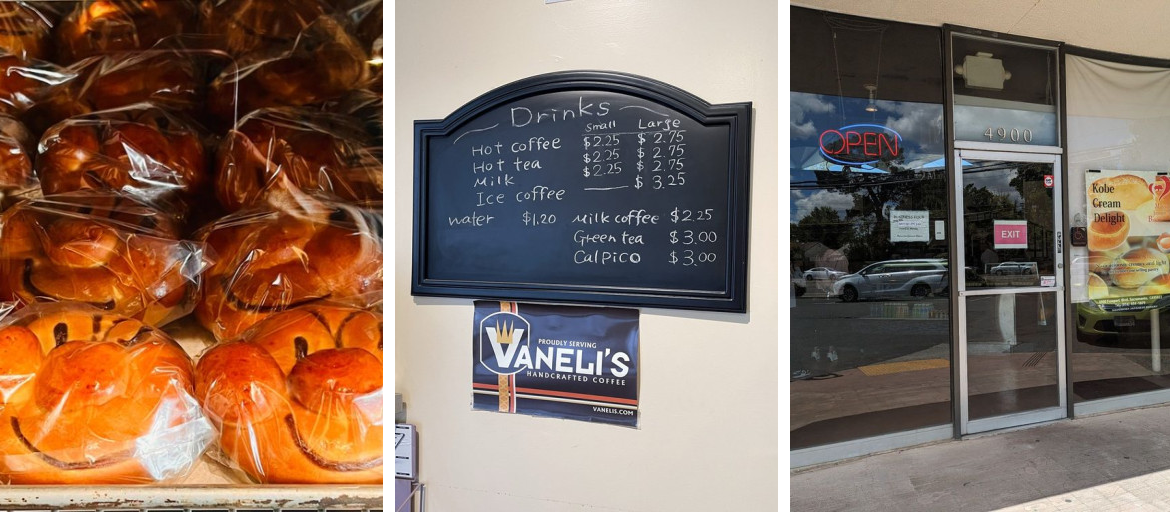 Drinks
Small Large
Hot coffee $2.25 $2.75
Hot tea $2.25 $2.75
Milk $2.25 $2.75
Ice coffee $3.25
water $1.20
Milk coffee $2.25
Green tea $3.00
Calpico $3.00
PROUDLY SERVING
VANELI'S
HANDCRAFTED COFFEE
VANELIS.COM
4900
OPEN
EXIT
Kobe
Cream
Delight